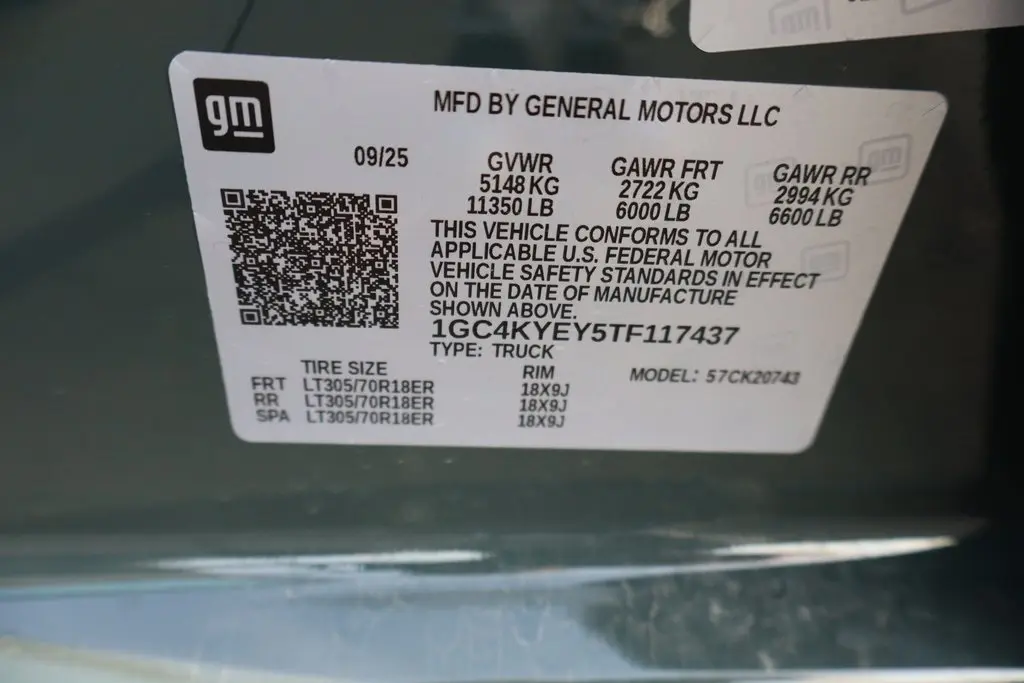 gm
MFD BY GENERAL MOTORS LLC
09/25
GVWR GAWR FRT GAWR RR
5148 KG 2722 KG 2994 KG
11350 LB 6000 LB 6600 LB
THIS VEHICLE CONFORMS TO ALL
APPLICABLE U.S. FEDERAL MOTOR
VEHICLE SAFETY STANDARDS IN EFFECT
ON THE DATE OF MANUFACTURE
SHOWN ABOVE.
1GC4KYEY5TF117437
TYPE: TRUCK
TIRE SIZE RIM MODEL: 57CK20743
FRT LT305/70R18ER 18X9J
RR LT305/70R18ER 18X9J
SPA LT305/70R18ER 18X9J